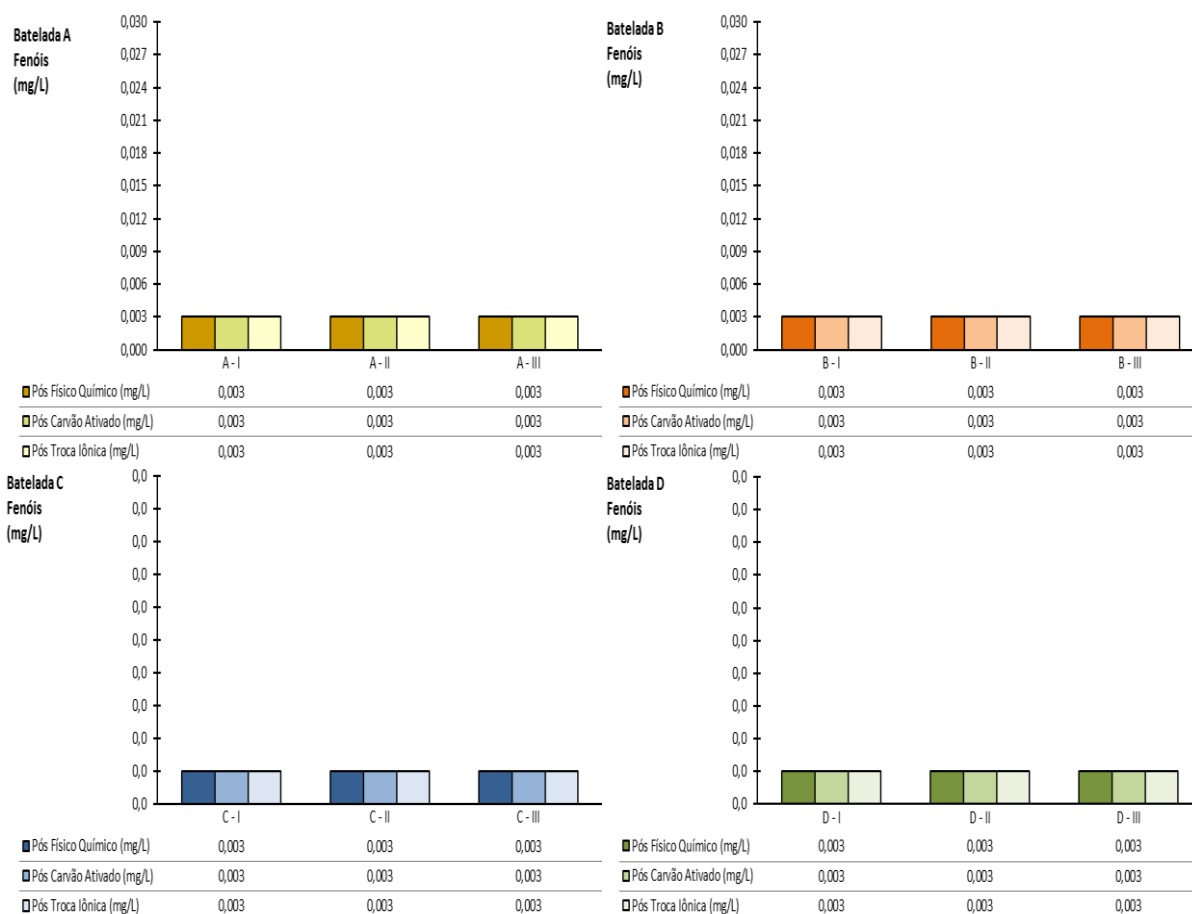 Batelada A
Fenóis
(mg/L)
0,030
0,027
0,024
0,021
0,018
0,015
0,012
0,009
0,006
0,003
0,000
A - I A - II A - III
Pós Físico Químico (mg/L) 0,003 0,003 0,003
Pós Carvão Ativado (mg/L) 0,003 0,003 0,003
Pós Troca Iônica (mg/L) 0,003 0,003 0,003
Batelada B
Fenóis
(mg/L)
0,030
0,027
0,024
0,021
0,018
0,015
0,012
0,009
0,006
0,003
0,000
B - I B - II B - III
Pós Físico Químico (mg/L) 0,003 0,003 0,003
Pós Carvão Ativado (mg/L) 0,003 0,003 0,003
Pós Troca Iônica (mg/L) 0,003 0,003 0,003
Batelada C
Fenóis
(mg/L)
0,0
0,0
0,0
0,0
0,0
0,0
0,0
0,0
0,0
0,0
0,0
C - I C - II C - III
Pós Físico Químico (mg/L) 0,003 0,003 0,003
Pós Carvão Ativado (mg/L) 0,003 0,003 0,003
Pós Troca Iônica (mg/L) 0,003 0,003 0,003
Batelada D
Fenóis
(mg/L)
0,0
0,0
0,0
0,0
0,0
0,0
0,0
0,0
0,0
0,0
0,0
D - I D - II D - III
Pós Físico Químico (mg/L) 0,003 0,003 0,003
Pós Carvão Ativado (mg/L) 0,003 0,003 0,003
Pós Troca Iônica (mg/L) 0,003 0,003 0,003